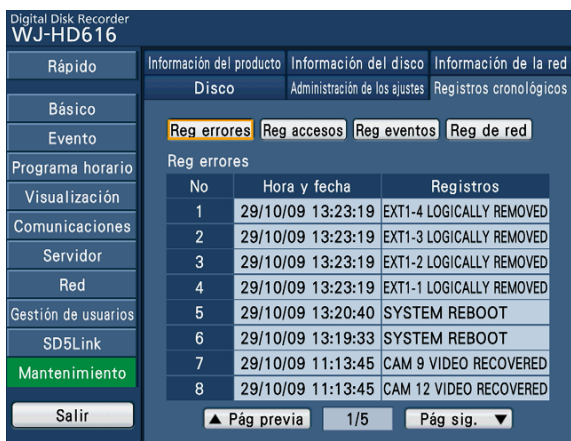 Digital Disk Recorder
WJ-HD616
Rápido
Básico
Evento
Programa horario
Visualización
Comunicaciones
Servidor
Red
Gestión de usuarios
SD5Link
Mantenimiento
Salir
Información del producto Información del disco Información de la red
Disco Administración de los ajustes Registros cronológicos
Reg errores Reg accesos Reg eventos Reg de red
Reg errores
No Hora y fecha Registros
1 29/10/09 13:23:19 EXT1-4 LOGICALLY REMOVED
2 29/10/09 13:23:19 EXT1-3 LOGICALLY REMOVED
3 29/10/09 13:23:19 EXT1-2 LOGICALLY REMOVED
4 29/10/09 13:23:19 EXT1-1 LOGICALLY REMOVED
5 29/10/09 13:20:40 SYSTEM REBOOT
6 29/10/09 13:19:33 SYSTEM REBOOT
7 29/10/09 11:13:45 CAM 9 VIDEO RECOVERED
8 29/10/09 11:13:45 CAM 12 VIDEO RECOVERED
▲ Pág previa 1/5 Pág sig. ▼